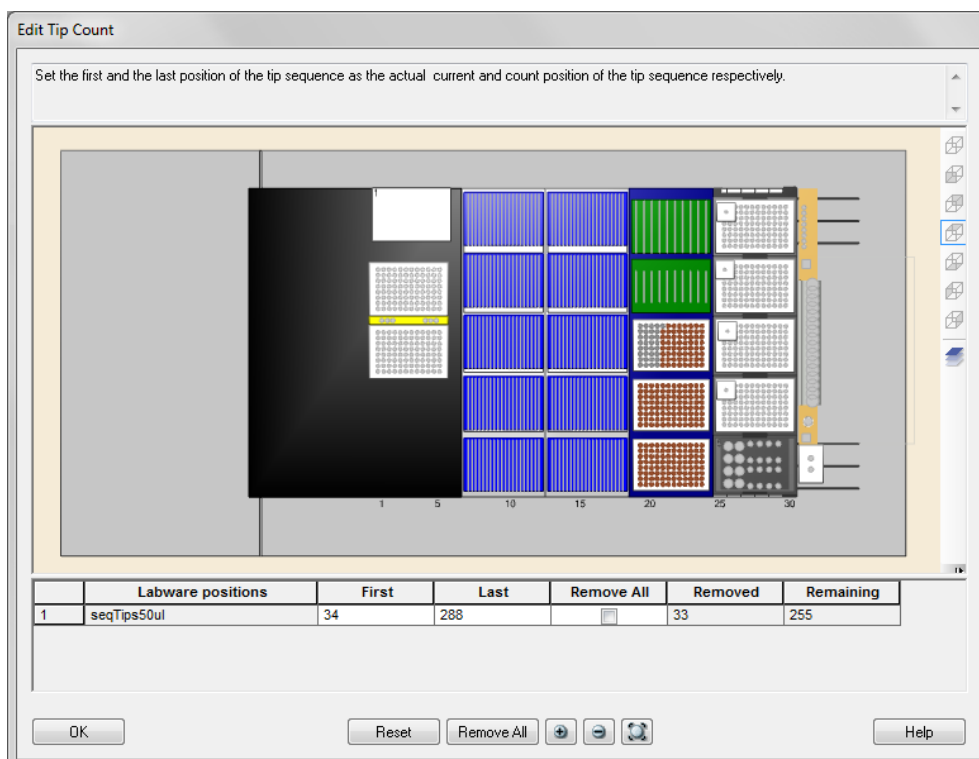 Edit Tip Count
Set the first and the last position of the tip sequence as the actual current and count position of the tip sequence respectively.
1
1 5 10 15 20 25 30
Labware positions First Last Remove All Removed Remaining
1 seqTips50ul 34 288 33 255
OK Reset Remove All Help